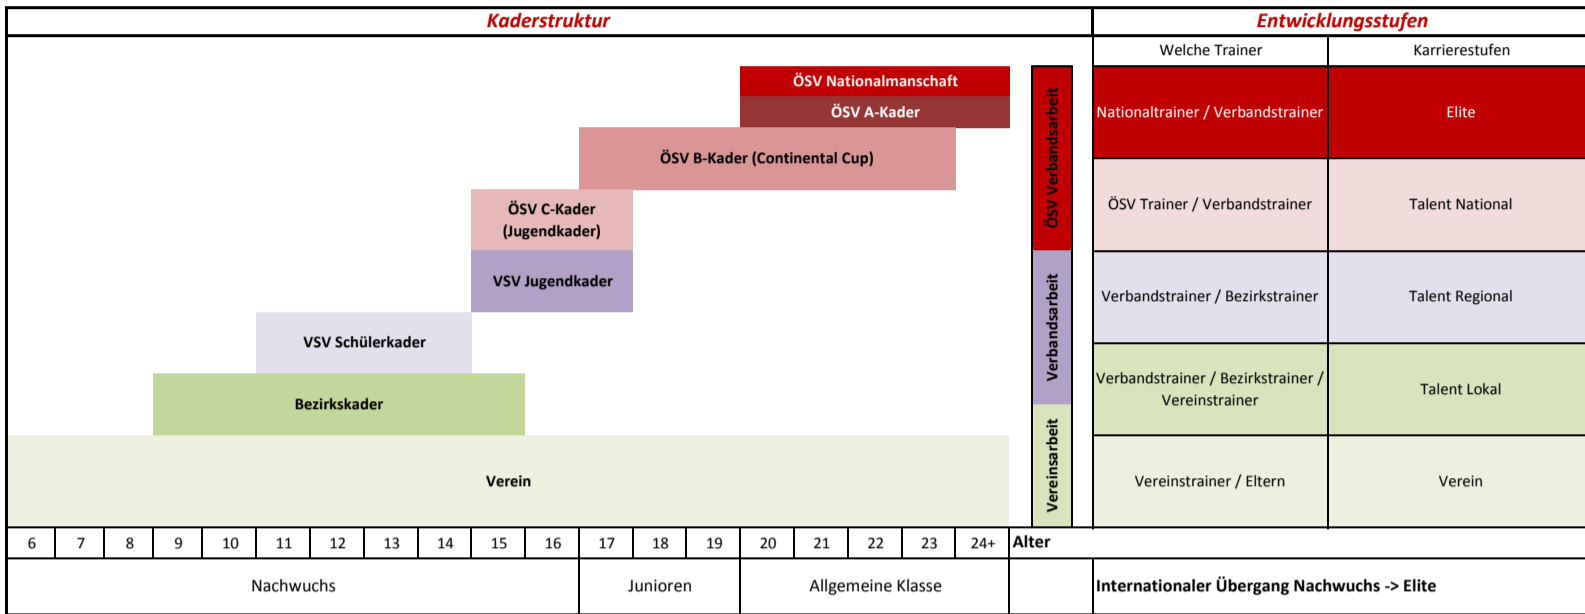 Kaderstruktur
Entwicklungsstufen
Welche Trainer
Karrierestufen
ÖSV Nationalmanschaft
ÖSV A-Kader
ÖSV B-Kader (Continental Cup)
ÖSV C-Kader
(Jugendkader)
VSV Jugendkader
VSV Schülerkader
Bezirkskader
Verein
ÖSV Verbandsarbeit
Verbandsarbeit
Vereinsarbeit
Nationaltrainer / Verbandstrainer
Elite
ÖSV Trainer / Verbandstrainer
Talent National
Verbandstrainer / Bezirkstrainer
Talent Regional
Verbandstrainer / Bezirkstrainer /
Vereinstrainer
Talent Lokal
Vereinstrainer / Eltern
Verein
6 7 8 9 10 11 12 13 14 15 16 17 18 19 20 21 22 23 24+ Alter
Nachwuchs
Junioren
Allgemeine Klasse
Internationaler Übergang Nachwuchs -> Elite